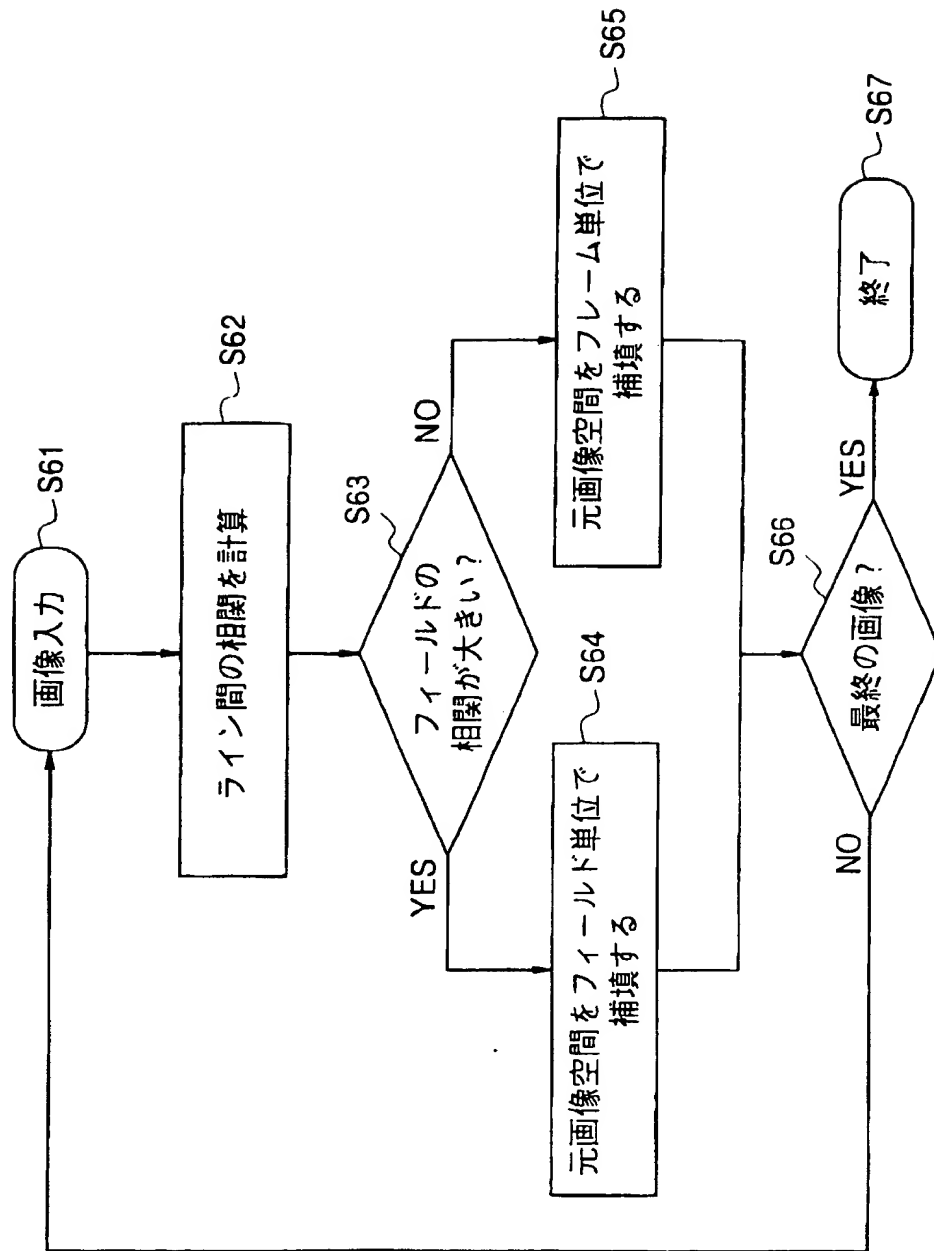 画像入力
S61
ライン間の相関を計算
S62
フィールドの
相関が大きい?
S63
YES
NO
元画像空間をフィールド単位で
補填する
S64
元画像空間をフレーム単位で
補填する
S65
最終の画像?
S66
NO
YES
終了
S67